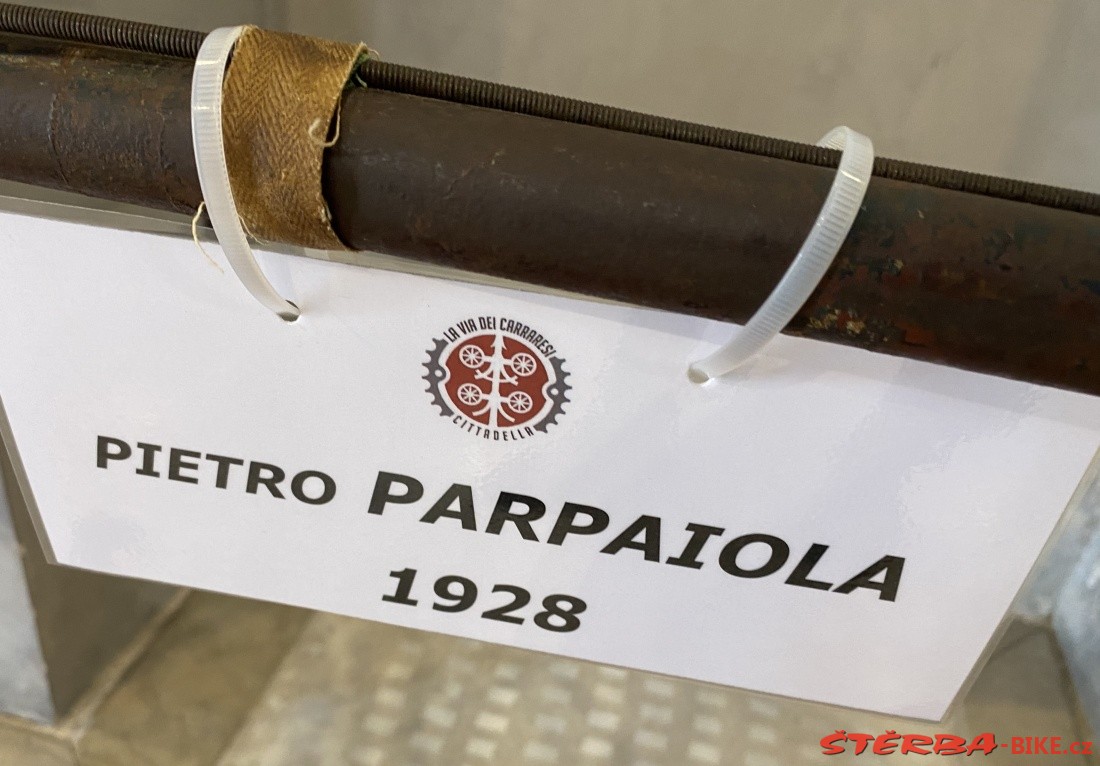 LA VIA DEI CARRARESI
CITTADELLA
PIETRO PARPAIOLA
1928
ŠTĚRBA-BIKE.cz